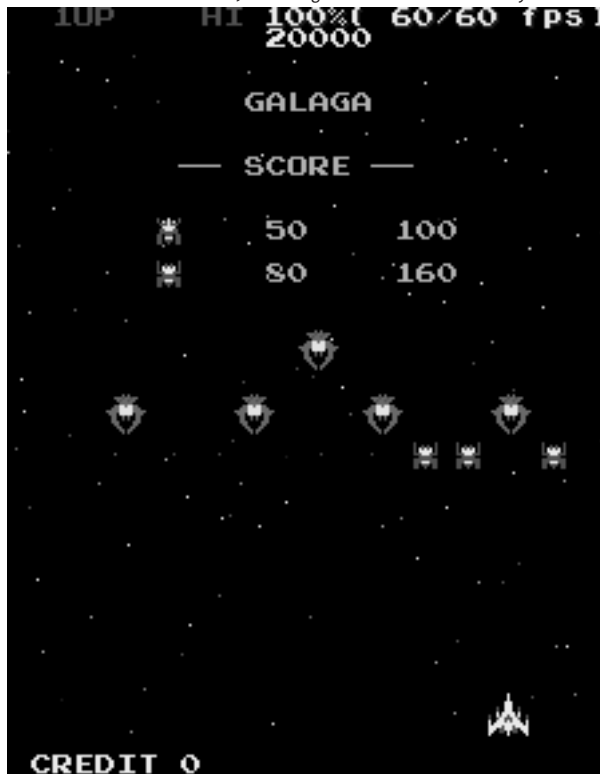 1UP HI 100%( 60/60 fps)
20000
GALAGA
— SCORE —
50 100
80 160
CREDIT 0